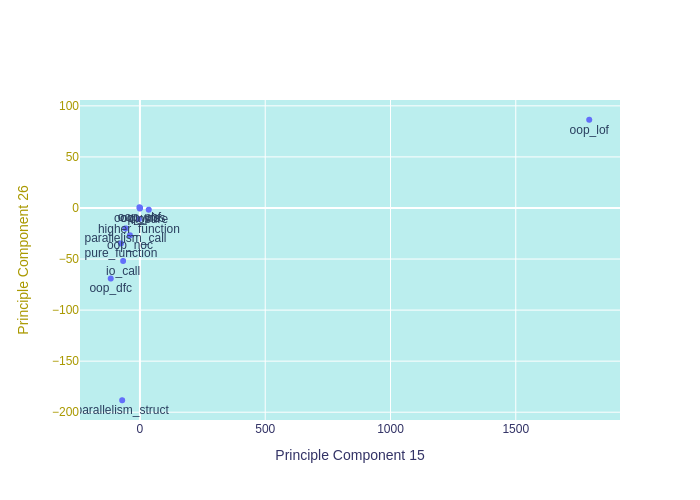 100
oop_lof
50
0
higher_function
parallelism_call
oop_noc
−50
pure_function
io_call
oop_dfc
−100
−150
−200
parallelism_struct
0
500
1000
1500
Principle Component 15
Principle Component 26